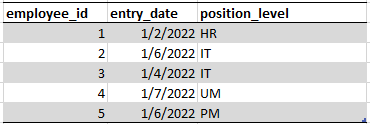 employee_id entry_date position_level
1 1/2/2022 HR
2 1/6/2022 IT
3 1/4/2022 IT
4 1/7/2022 UM
5 1/6/2022 PM